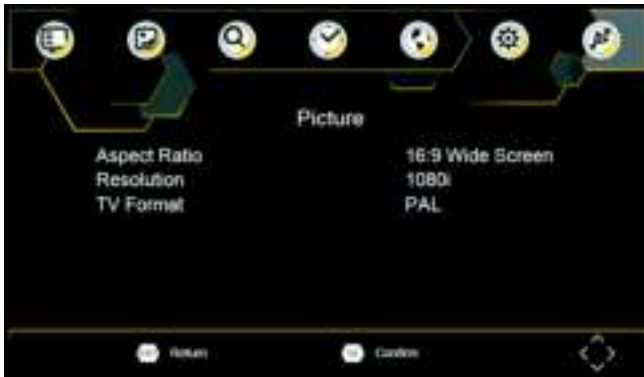 Picture
Aspect Ratio 16:9 Wide Screen
Resolution 1080i
TV Format PAL
Return Confirm